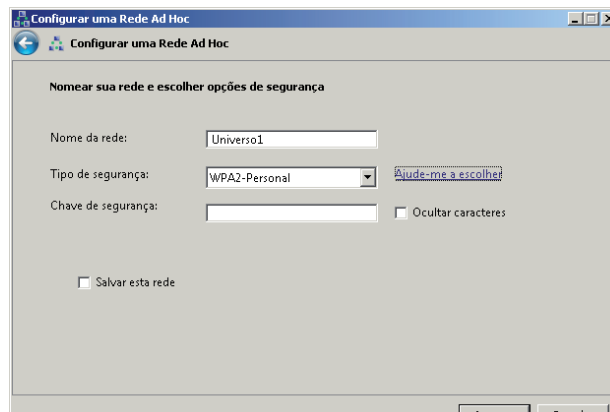 Configurar uma Rede Ad Hoc
Configurar uma Rede Ad Hoc
Nomear sua rede e escolher opções de segurança
Nome da rede: Universo1
Tipo de segurança: WPA2-Personal Ajude-me a escolher
Chave de segurança: Ocultar caracteres
Salvar esta rede